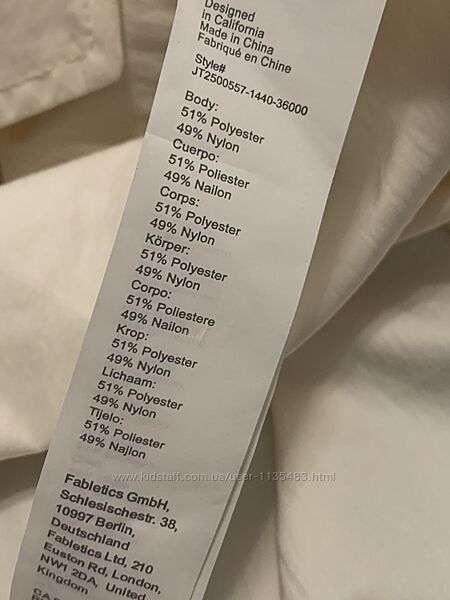 Designed
in California
Made in China
Fabriqué en Chine
Style#
JT2500557-1440-36000
Body:
51% Polyester
49% Nylon
Cuerpo:
51% Poliester
49% Nailon
Corps:
51% Polyester
49% Nylon
Körper:
51% Polyester
49% Nylon
Corpo:
51% Poliestere
49% Nailon
Krop:
51% Polyester
49% Nylon
Lichaam:
51% Polyester
49% Nylon
Tijelo:
51% Poliester
49% Najlon
www.kidstaff.com.ua/user-1135483.html
Fabletics GmbH,
Schlesischestr. 38,
10997 Berlin,
Deutschland
Fabletics Ltd, 210
Euston Rd, London,
NW1 2DA, United
Kingdom